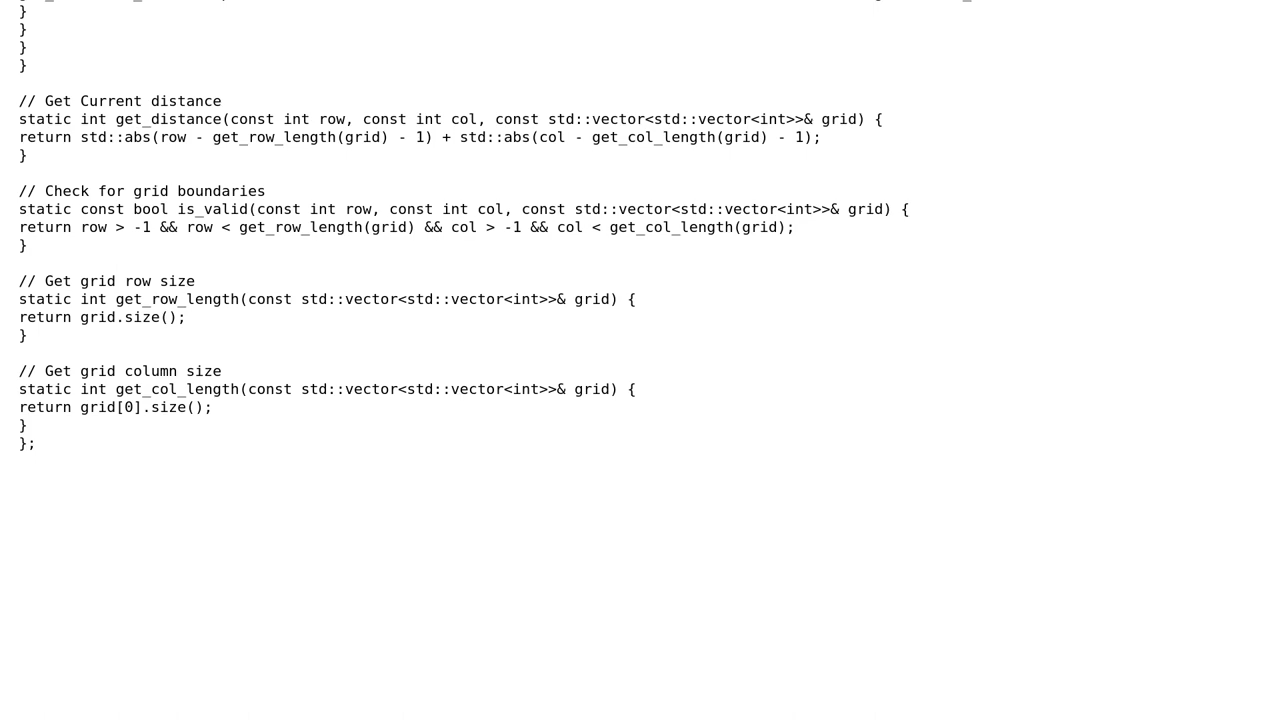 }
}
}
}

// Get Current distance
static int get_distance(const int row, const int col, const std::vector<std::vector<int>>& grid) {
return std::abs(row - get_row_length(grid) - 1) + std::abs(col - get_col_length(grid) - 1);
}

// Check for grid boundaries
static const bool is_valid(const int row, const int col, const std::vector<std::vector<int>>& grid) {
return row > -1 && row < get_row_length(grid) && col > -1 && col < get_col_length(grid);
}

// Get grid row size
static int get_row_length(const std::vector<std::vector<int>>& grid) {
return grid.size();
}

// Get grid column size
static int get_col_length(const std::vector<std::vector<int>>& grid) {
return grid[0].size();
}
};